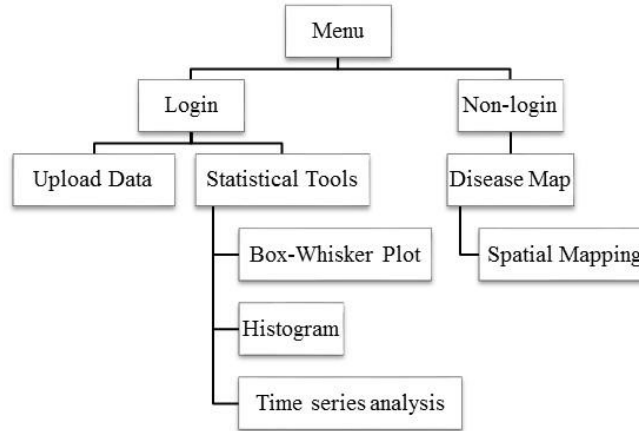 Menu
Login
Non-login
Upload Data
Statistical Tools
Disease Map
Box-Whisker Plot
Spatial Mapping
Histogram
Time series analysis